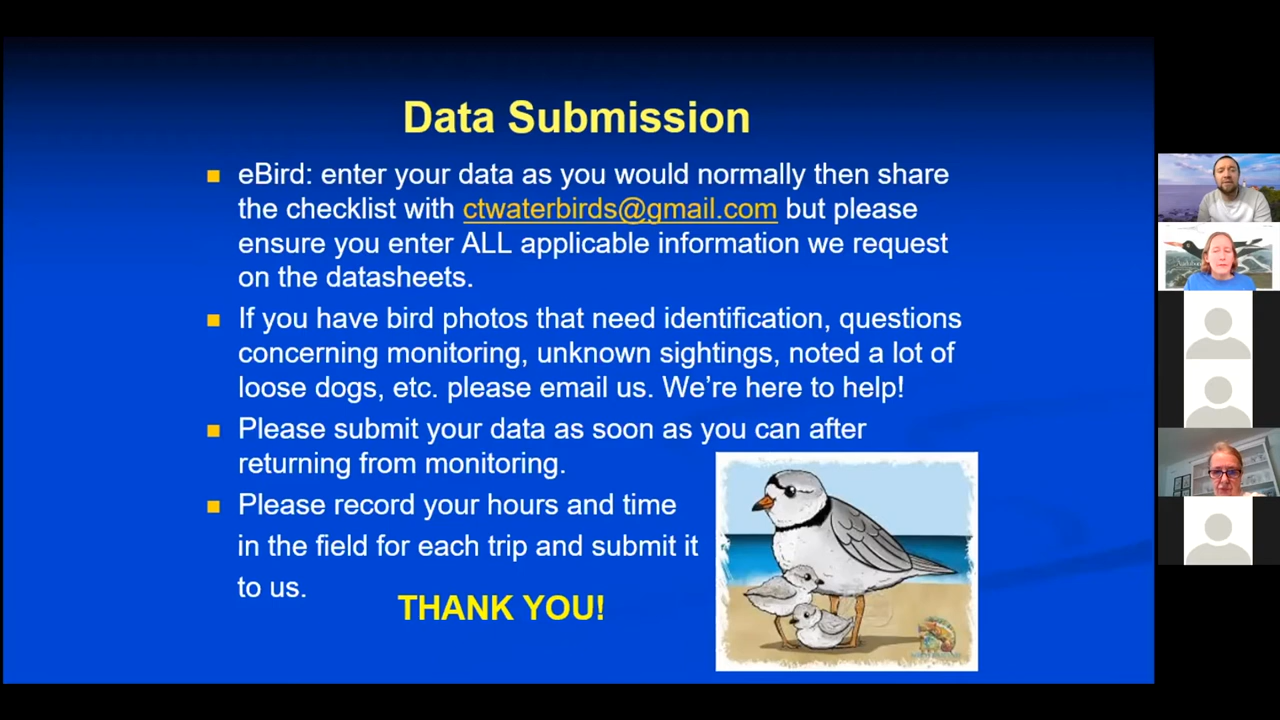 Data Submission
eBird: enter your data as you would normally then share
the checklist with ctwaterbirds@gmail.com but please
ensure you enter ALL applicable information we request
on the datasheets.
If you have bird photos that need identification, questions
concerning monitoring, unknown sightings, noted a lot of
loose dogs, etc. please email us. We’re here to help!
Please submit your data as soon as you can after
returning from monitoring.
Please record your hours and time
in the field for each trip and submit it
to us.
THANK YOU!